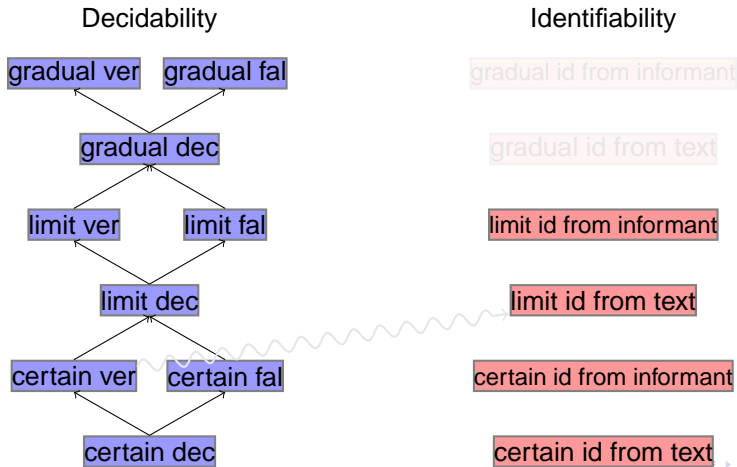 Decidability
Identifiability
gradual ver
gradual fal
gradual id from informant
gradual dec
gradual id from text
limit ver
limit fal
limit id from informant
limit dec
limit id from text
certain ver
certain fal
certain id from informant
certain dec
certain id from text